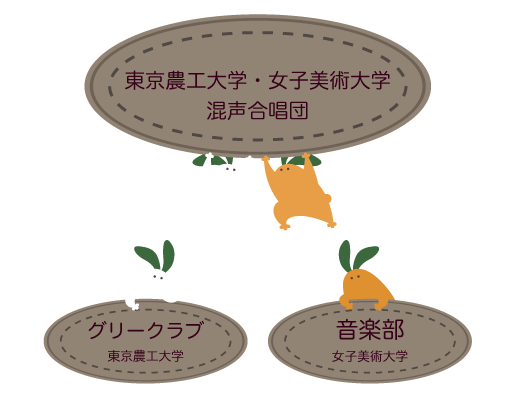 東京農工大学・女子美術大学
混声合唱団
グリークラブ
東京農工大学
音楽部
女子美術大学